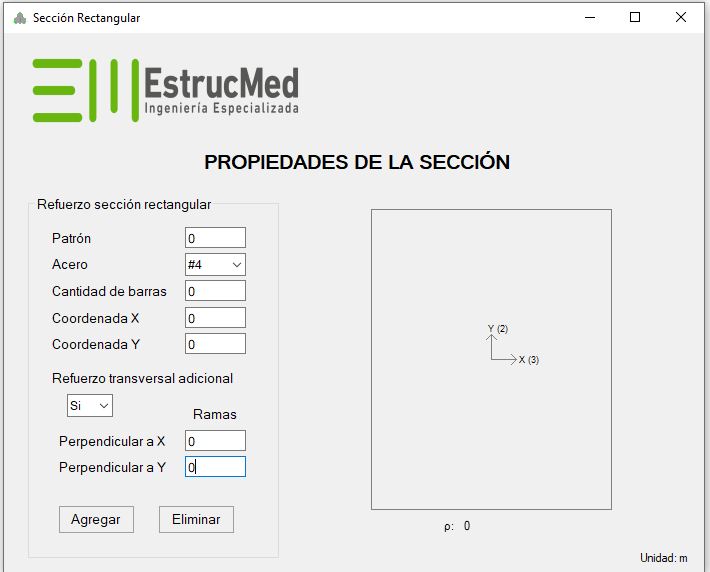 Sección Rectangular
EstrucMed
Ingeniería Especializada
PROPIEDADES DE LA SECCIÓN
Refuerzo sección rectangular
Patrón 0
Acero #4
Cantidad de barras 0
Coordenada X 0
Coordenada Y 0
Refuerzo transversal adicional
Si
Ramas
Perpendicular a X 0
Perpendicular a Y 0
Agregar Eliminar
Y (2)
X (3)
ρ: 0
Unidad: m